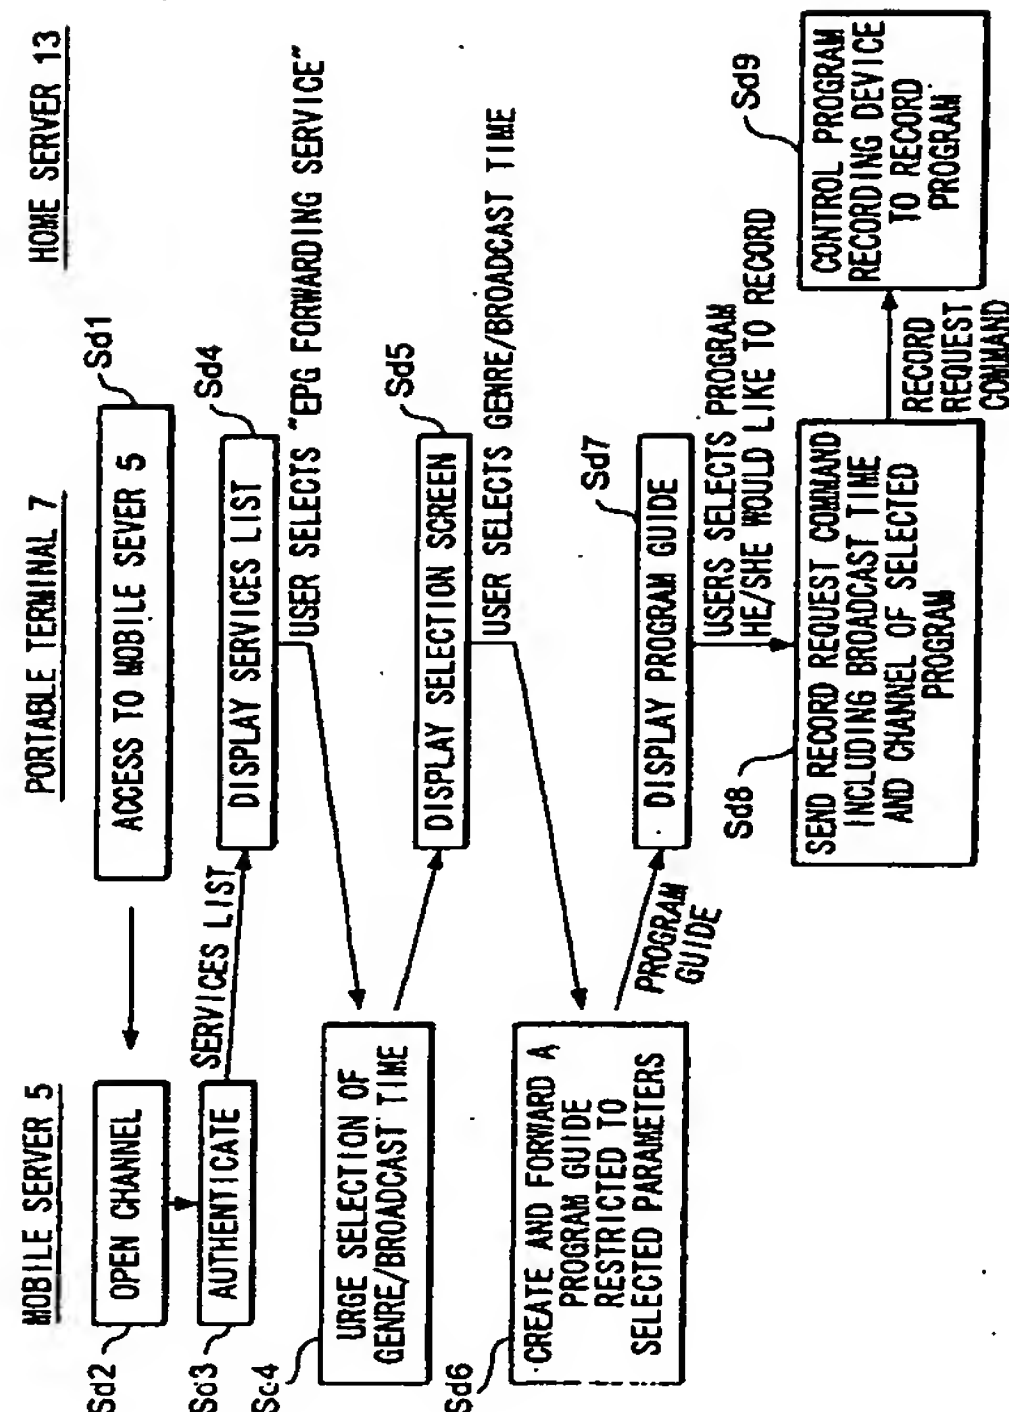 MOBILE SERVER 5
PORTABLE TERMINAL 7
HOME SERVER 13
Sd1
ACCESS TO MOBILE SEVER 5
Sd2
OPEN CHANNEL
Sd3
AUTHENTICATE
SERVICES LIST
Sd4
DISPLAY SERVICES LIST
USER SELECTS "EPG FORWARDING SERVICE"
Sc4
URGE SELECTION OF
GENRE/BROADCAST TIME
Sd5
DISPLAY SELECTION SCREEN
USER SELECTS GENRE/BROADCAST TIME
Sd6
CREATE AND FORWARD A
PROGRAM GUIDE
RESTRICTED TO
SELECTED PARAMETERS
PROGRAM
GUIDE
Sd7
DISPLAY PROGRAM GUIDE
USERS SELECTS PROGRAM
HE/SHE WOULD LIKE TO RECORD
Sd8
SEND RECORD REQUEST COMMAND
INCLUDING BROADCAST TIME
AND CHANNEL OF SELECTED
PROGRAM
RECORD
REQUEST
COMMAND
Sd9
CONTROL PROGRAM
RECORDING DEVICE
TO RECORD
PROGRAM